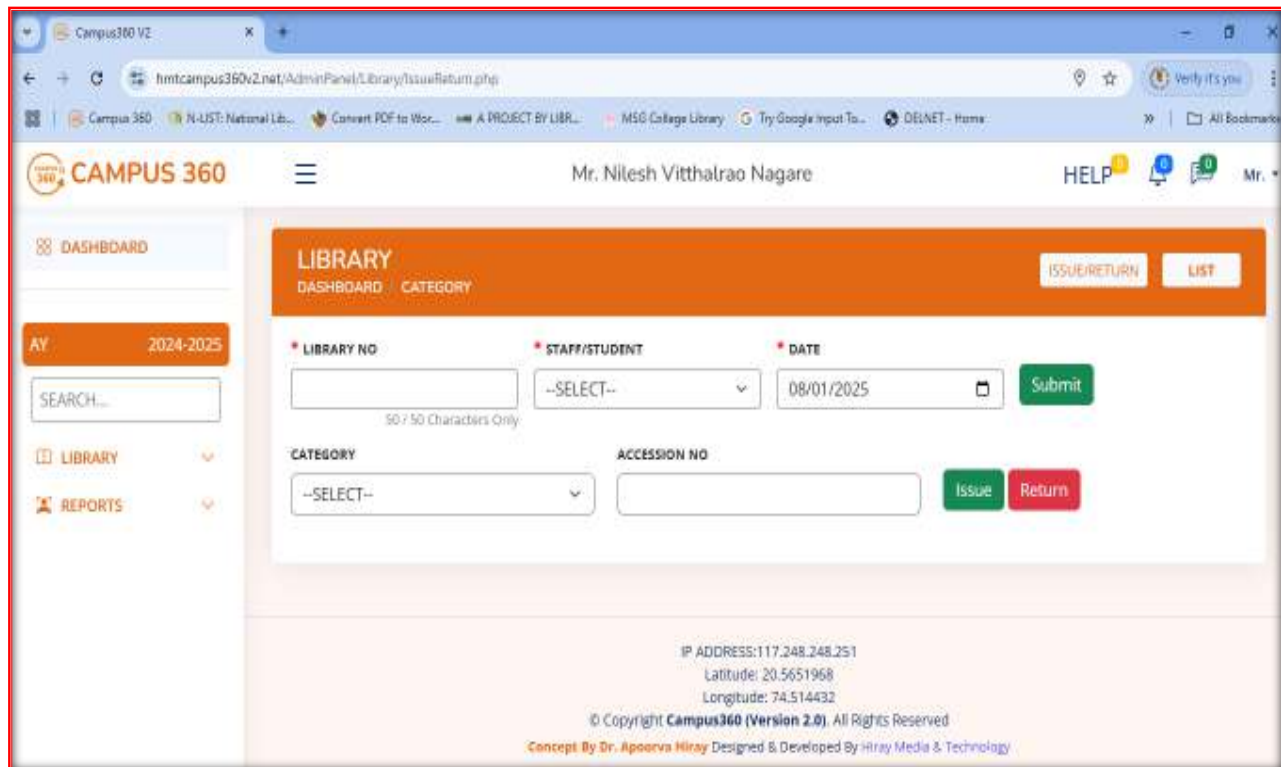 Campus360 V2
hmtcampus360v2.net/AdminPanel/Library/IssueReturn.php
Verify it's you
Campus 360 N-LIST: National Lib... Convert PDF to Wor... A PROJECT BY LIBR... MSG College Library Try Google Input To... DELNET - Home » All Bookmarks
CAMPUS 360 Mr. Nilesh Vitthalrao Nagare HELP 0 0 0 Mr.
DASHBOARD
LIBRARY
DASHBOARD CATEGORY
ISSUE/RETURN LIST
AY 2024-2025
SEARCH...
LIBRARY
REPORTS
* LIBRARY NO * STAFF/STUDENT * DATE
--SELECT-- 08/01/2025 Submit
50 / 50 Characters Only
CATEGORY ACCESSION NO
--SELECT-- Issue Return
IP ADDRESS:117.248.248.251
Latitude: 20.5651968
Longitude: 74.514432
© Copyright Campus360 (Version 2.0). All Rights Reserved
Concept By Dr. Apoorva Hiray Designed & Developed By Hiray Media & Technology